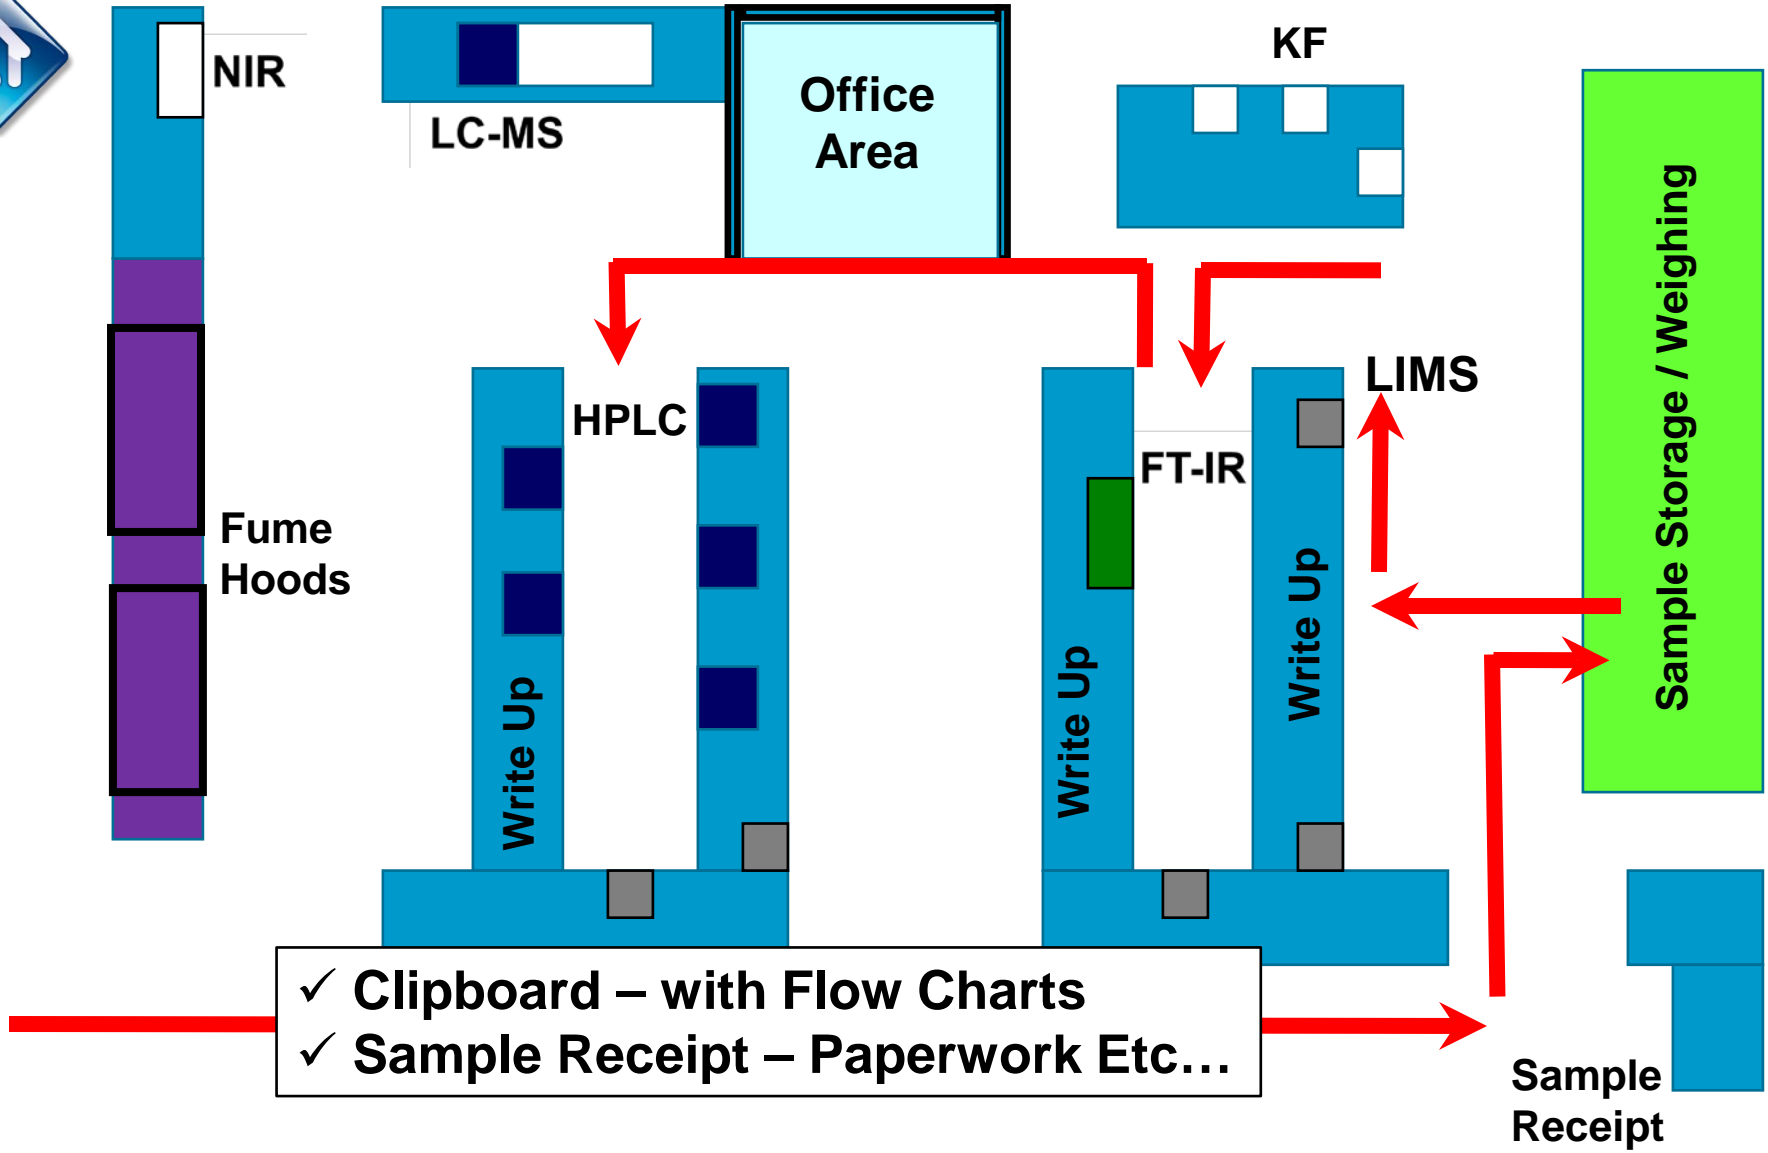 NIR
LC-MS
Office
Area
KF
Sample Storage / Weighing
LIMS
HPLC
FT-IR
Fume
Hoods
Write Up
Write Up
Write Up
✓ Clipboard – with Flow Charts
✓ Sample Receipt – Paperwork Etc…
Sample
Receipt